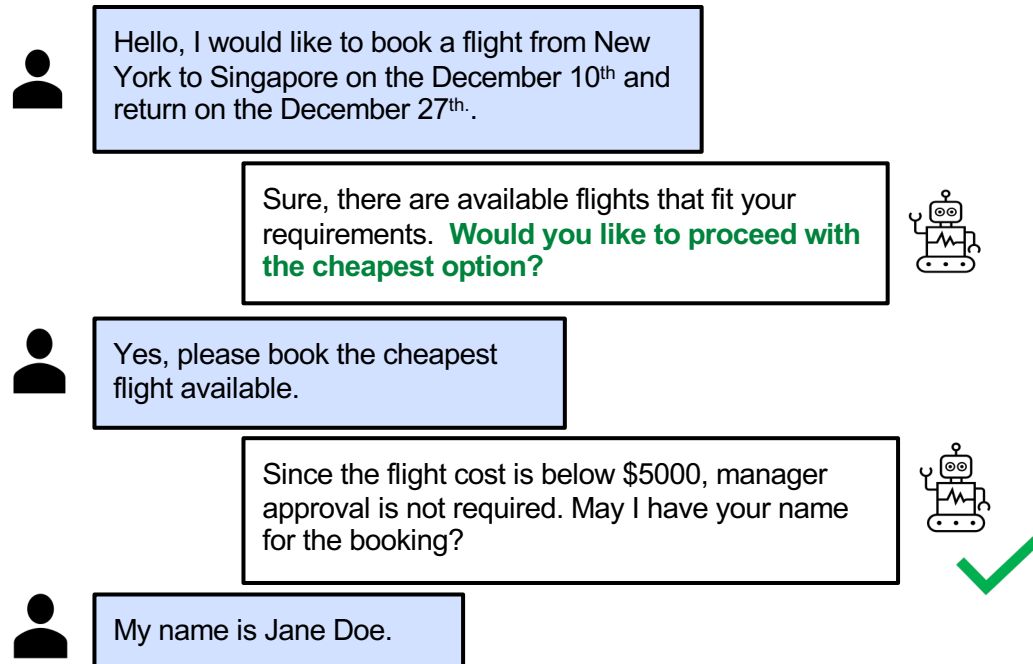 Hello, I would like to book a flight from New
York to Singapore on the December 10th and
return on the December 27th..
Sure, there are available flights that fit your
requirements. Would you like to proceed with
the cheapest option?
Yes, please book the cheapest
flight available.
Since the flight cost is below $5000, manager
approval is not required. May I have your name
for the booking?
My name is Jane Doe.